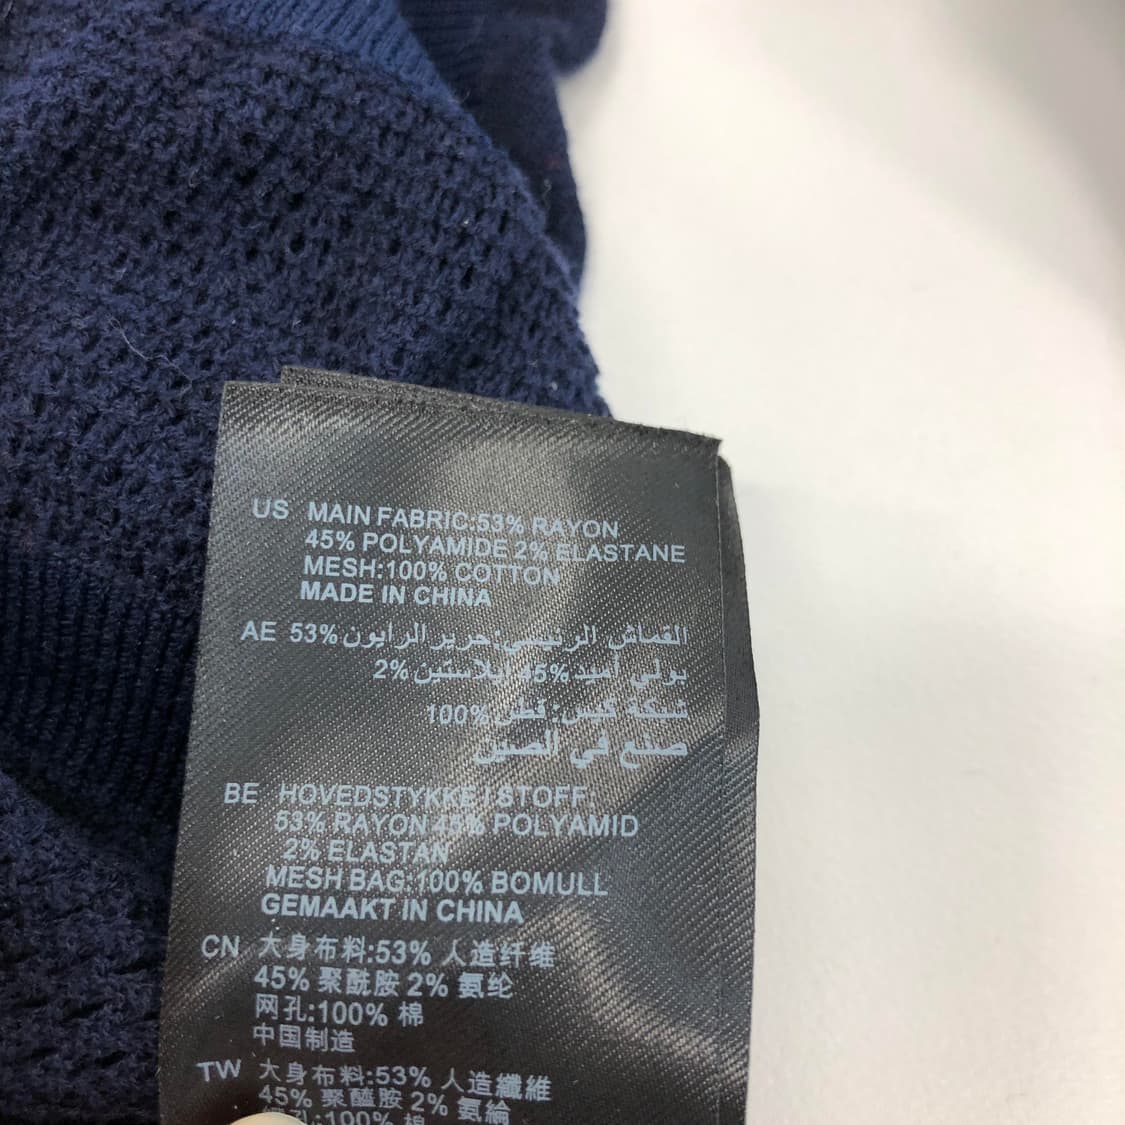 US MAIN FABRIC:53% RAYON
45% POLYAMIDE 2% ELASTANE
MESH:100% COTTON
MADE IN CHINA
AE القماش الرئيسي:حرير الرايون 53%
بولي أميد 45% إيلاستين 2%
شبكة كيس:قطن 100%
صنع في الصين
BE HOVEDSTYKKE I STOFF:
53% RAYON 45% POLYAMID
2% ELASTAN
MESH BAG:100% BOMULL
GEMAAKT IN CHINA
CN 大身布料:53% 人造纤维
45% 聚酰胺 2% 氨纶
网孔:100% 棉
中国制造
TW 大身布料:53% 人造纖維
45% 聚醯胺 2% 氨綸
孔:100% 棉